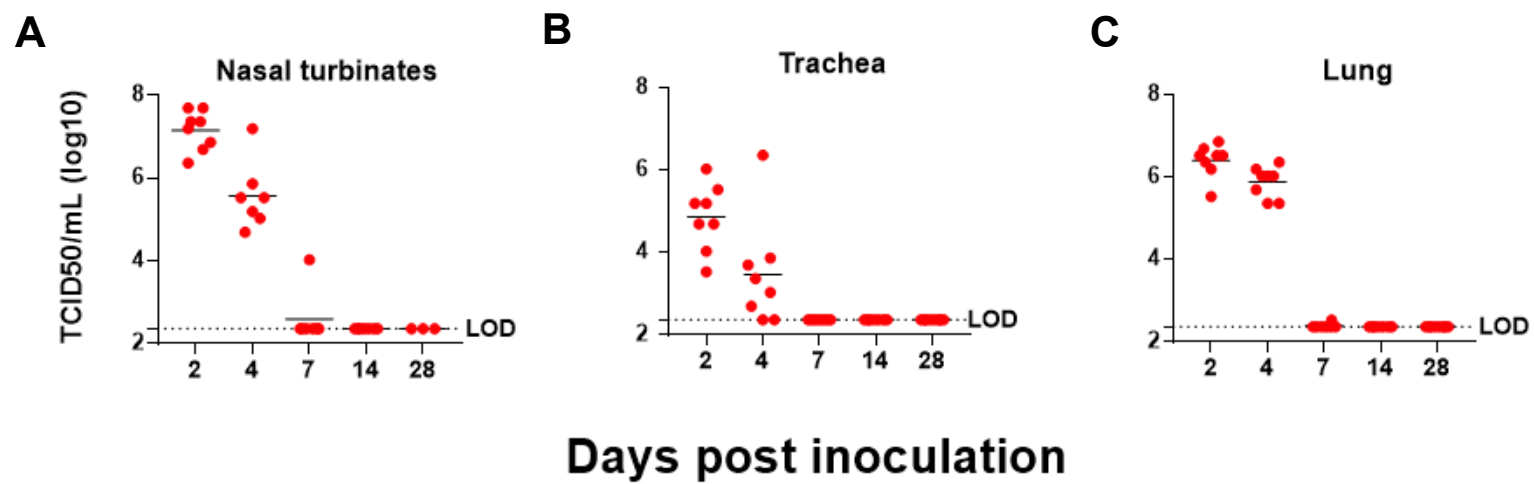 A
Nasal turbinates
TCID50/mL (log10)
8
6
4
2
LOD
2 4 7 14 28
B
Trachea
8
6
4
2
LOD
2 4 7 14 28
C
Lung
8
6
4
2
LOD
2 4 7 14 28
Days post inoculation